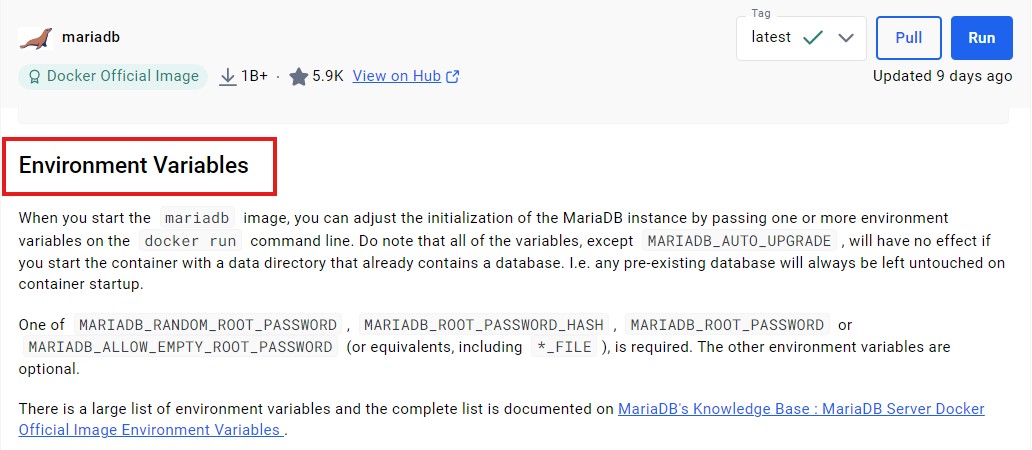 mariadb
Tag
latest
Pull
Run
Docker Official Image
1B+ · 5.9K View on Hub
Updated 9 days ago
Environment Variables
When you start the mariadb image, you can adjust the initialization of the MariaDB instance by passing one or more environment
variables on the docker run command line. Do note that all of the variables, except MARIADB_AUTO_UPGRADE , will have no effect if
you start the container with a data directory that already contains a database. I.e. any pre-existing database will always be left untouched on
container startup.
One of MARIADB_RANDOM_ROOT_PASSWORD , MARIADB_ROOT_PASSWORD_HASH , MARIADB_ROOT_PASSWORD or
MARIADB_ALLOW_EMPTY_ROOT_PASSWORD (or equivalents, including *_FILE ), is required. The other environment variables are
optional.
There is a large list of environment variables and the complete list is documented on MariaDB's Knowledge Base : MariaDB Server Docker
Official Image Environment Variables .